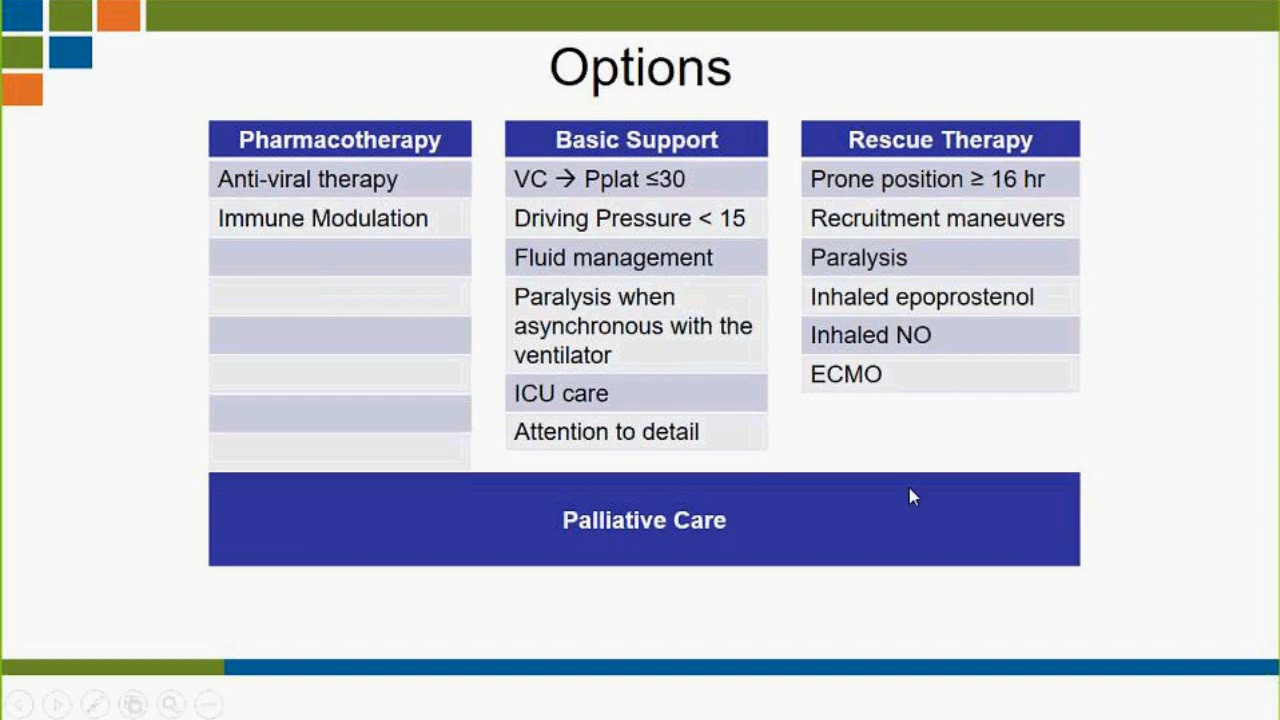 Options
Pharmacotherapy
Anti-viral therapy
Immune Modulation
Basic Support
VC → Pplat ≤30
Driving Pressure < 15
Fluid management
Paralysis when
asynchronous with the
ventilator
ICU care
Attention to detail
Rescue Therapy
Prone position ≥ 16 hr
Recruitment maneuvers
Paralysis
Inhaled epoprostenol
Inhaled NO
ECMO
Palliative Care